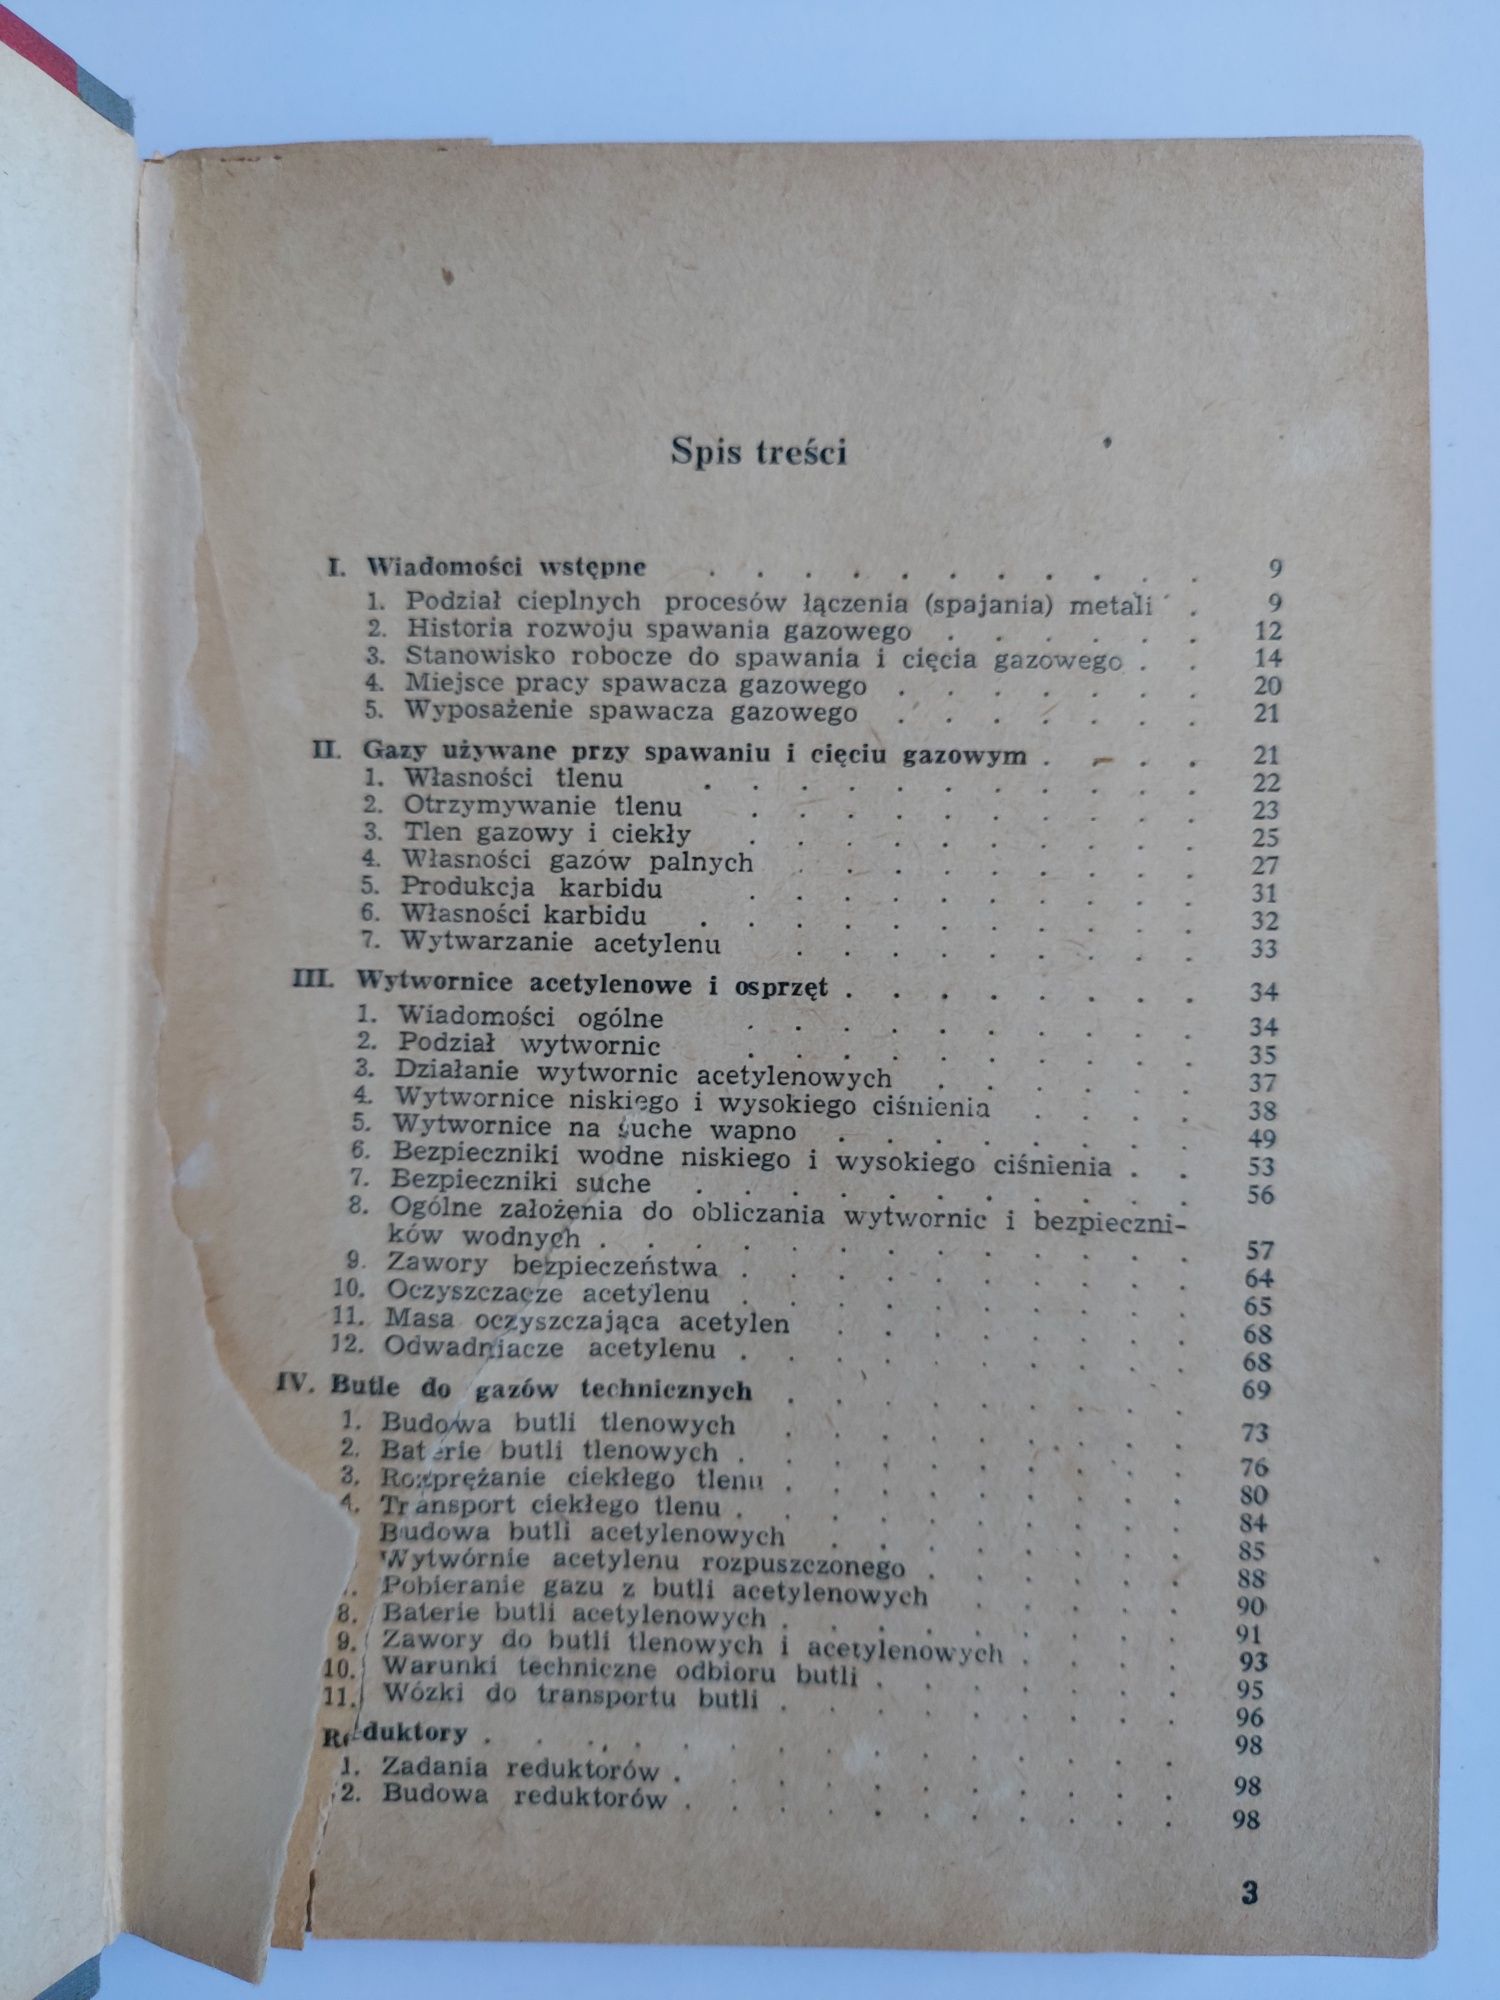 Spis treści
I. Wiadomości wstępne . . . . . . . . . . . 9
1. Podział cieplnych procesów łączenia (spajania) metali . 9
2. Historia rozwoju spawania gazowego . . . . . . 12
3. Stanowisko robocze do spawania i cięcia gazowego . . 14
4. Miejsce pracy spawacza gazowego . . . . . . . 20
5. Wyposażenie spawacza gazowego . . . . . . . 21
II. Gazy używane przy spawaniu i cięciu gazowym . . . . 21
1. Własności tlenu . . . . . . . . . . . 22
2. Otrzymywanie tlenu . . . . . . . . . . 23
3. Tlen gazowy i ciekły . . . . . . . . . . 25
4. Własności gazów palnych . . . . . . . . . 27
5. Produkcja karbidu . . . . . . . . . . 31
6. Własności karbidu . . . . . . . . . . . 32
7. Wytwarzanie acetylenu . . . . . . . . . 33
III. Wytwornice acetylenowe i osprzęt . . . . . . . . 34
1. Wiadomości ogólne . . . . . . . . . . 34
2. Podział wytwornic . . . . . . . . . . 35
3. Działanie wytwornic acetylenowych . . . . . . 37
4. Wytwornice niskiego i wysokiego ciśnienia . . . . 38
5. Wytwornice na suche wapno . . . . . . . . 49
6. Bezpieczniki wodne niskiego i wysokiego ciśnienia . . 53
7. Bezpieczniki suche . . . . . . . . . . . 56
8. Ogólne założenia do obliczania wytwornic i bezpieczni-
ków wodnych . . . . . . . . . . . . . 57
9. Zawory bezpieczeństwa . . . . . . . . . . 64
10. Oczyszczacze acetylenu . . . . . . . . . . 65
11. Masa oczyszczająca acetylen . . . . . . . . 68
12. Odwadniacze acetylenu . . . . . . . . . . 68
IV. Butle do gazów technicznych . . . . . . . . . 69
1. Budowa butli tlenowych . . . . . . . . . 73
2. Baterie butli tlenowych . . . . . . . . . . 76
3. Rozprężanie ciekłego tlenu . . . . . . . . . 80
4. Transport ciekłego tlenu . . . . . . . . . . 84
Budowa butli acetylenowych . . . . . . . . 85
Wytwórnie acetylenu rozpuszczonego . . . . . . 88
. Pobieranie gazu z butli acetylenowych . . . . . 90
8. Baterie butli acetylenowych . . . . . . . . . 91
9. Zawory do butli tlenowych i acetylenowych . . . . 93
10. Warunki techniczne odbioru butli . . . . . . . 95
11. Wózki do transportu butli . . . . . . . . . 96
Reduktory . . . . . . . . . . . . . . . 98
1. Zadania reduktorów . . . . . . . . . . . 98
2. Budowa reduktorów . . . . . . . . . . . 98
3